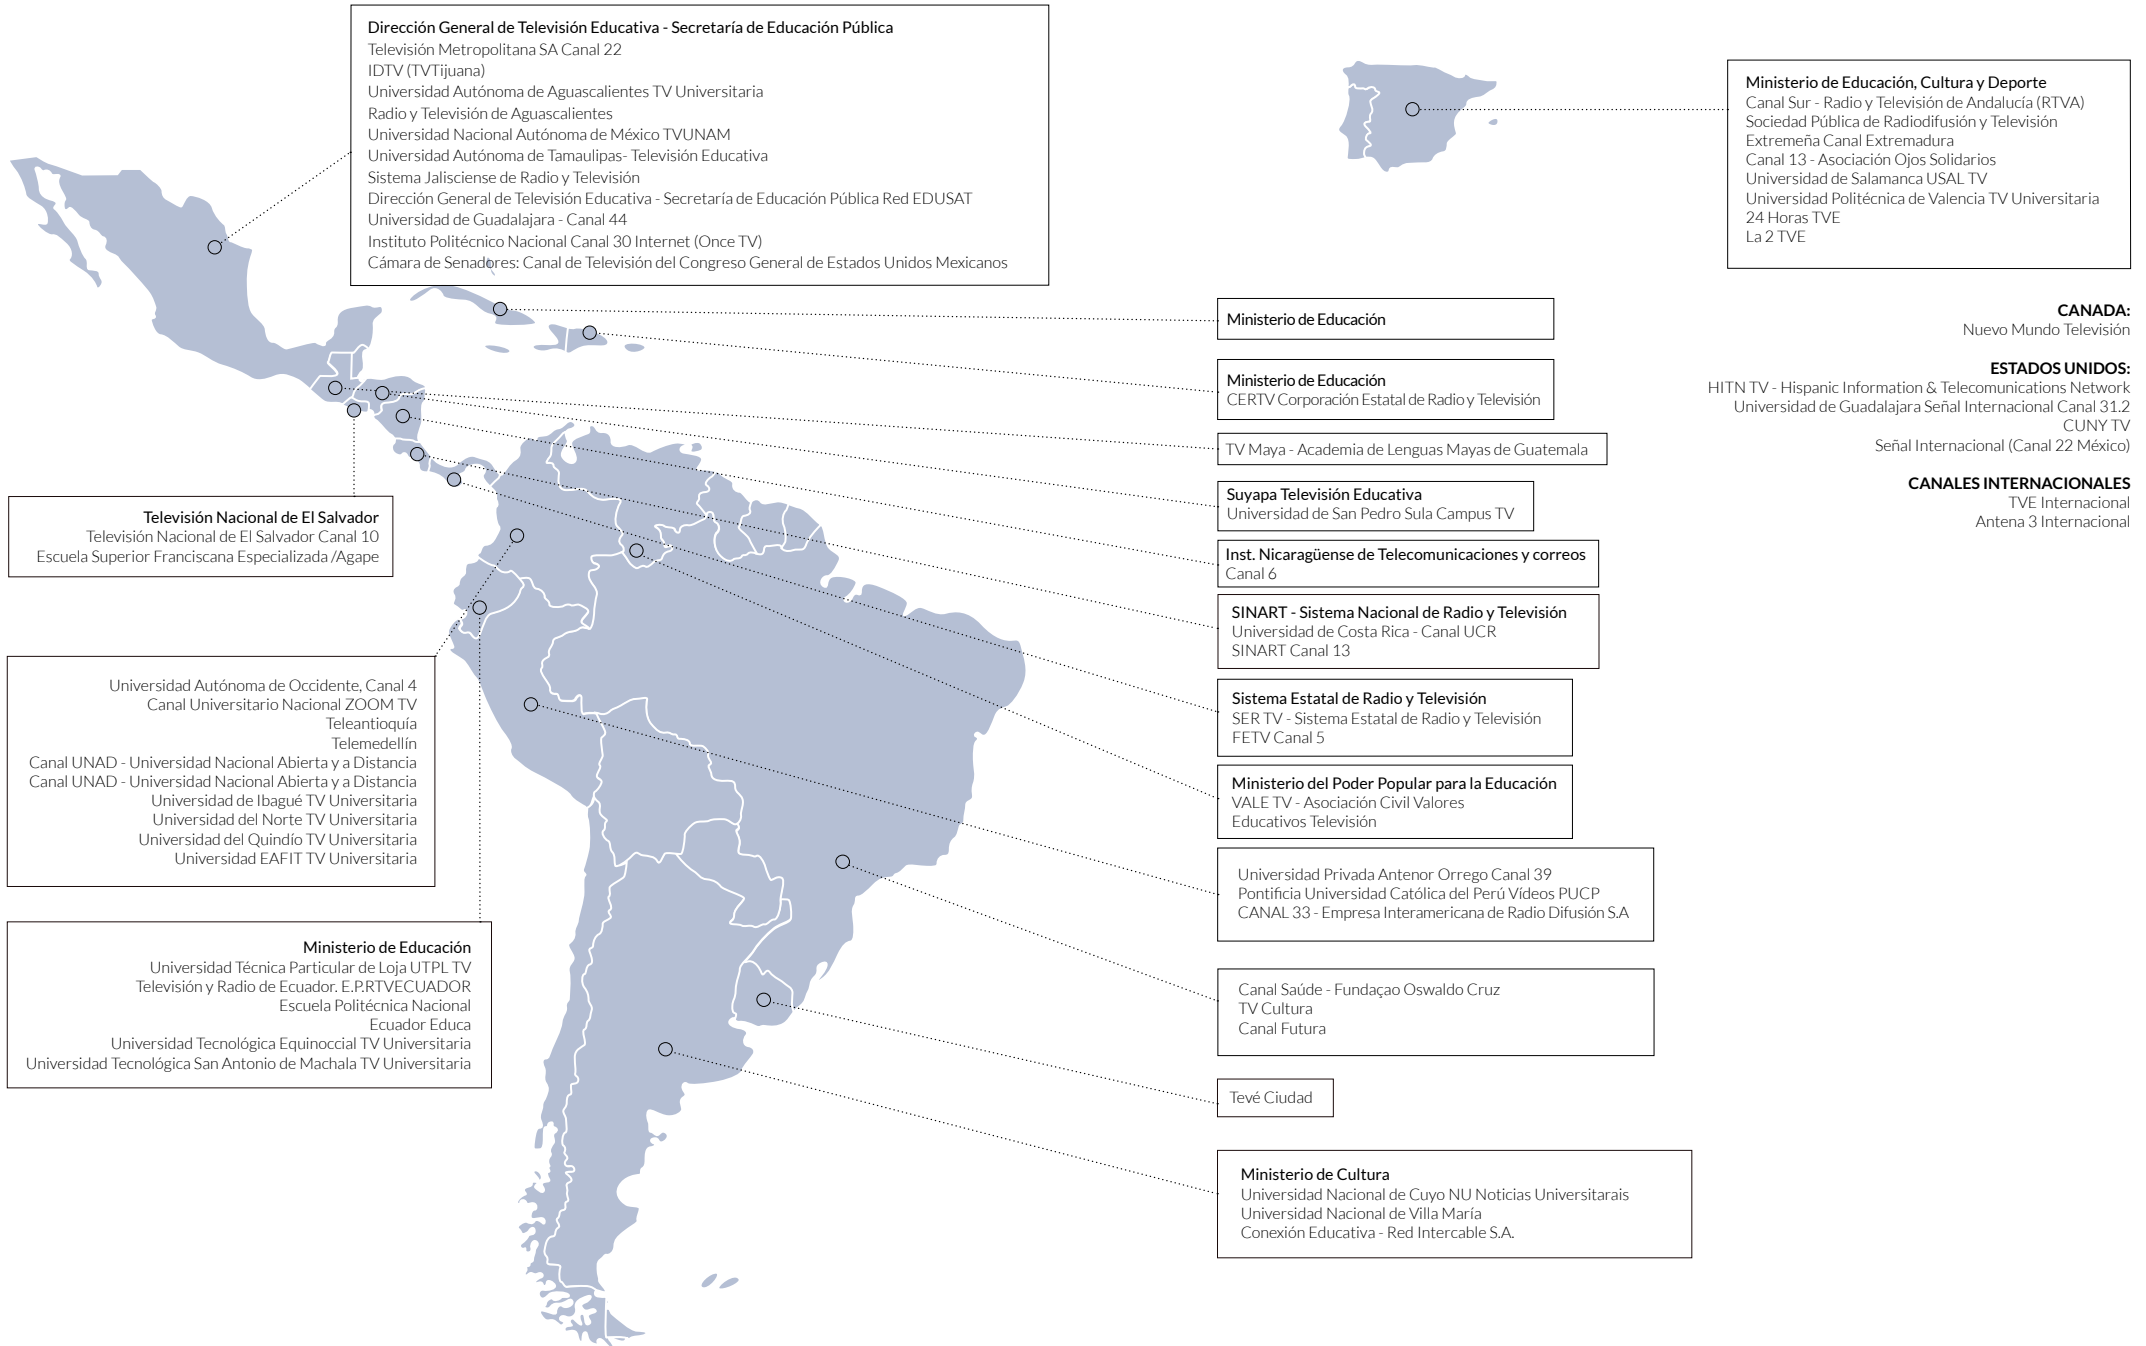 Dirección General de Televisión Educativa - Secretaría de Educación Pública
Televisión Metropolitana SA Canal 22
IDTV (TVTijuana)
Universidad Autónoma de Aguascalientes TV Universitaria
Radio y Televisión de Aguascalientes
Universidad Nacional Autónoma de México TVUNAM
Universidad Autónoma de Tamaulipas- Televisión Educativa
Sistema Jalisciense de Radio y Televisión
Dirección General de Televisión Educativa - Secretaría de Educación Pública Red EDUSAT
Universidad de Guadalajara - Canal 44
Instituto Politécnico Nacional Canal 30 Internet (Once TV)
Cámara de Senadores: Canal de Televisión del Congreso General de Estados Unidos Mexicanos
Ministerio de Educación, Cultura y Deporte
Canal Sur - Radio y Televisión de Andalucía (RTVA)
Sociedad Pública de Radiodifusión y Televisión
Extremeña Canal Extremadura
Canal 13 - Asociación Ojos Solidarios
Universidad de Salamanca USAL TV
Universidad Politécnica de Valencia TV Universitaria
24 Horas TVE
La 2 TVE
CANADA:
Nuevo Mundo Televisión
ESTADOS UNIDOS:
HITN TV - Hispanic Information & Telecomunications Network
Universidad de Guadalajara Señal Internacional Canal 31.2
CUNY TV
Señal Internacional (Canal 22 México)
CANALES INTERNACIONALES
TVE Internacional
Antena 3 Internacional
Ministerio de Educación
Ministerio de Educación
CERTV Corporación Estatal de Radio y Televisión
TV Maya - Academia de Lenguas Mayas de Guatemala
Suyapa Televisión Educativa
Universidad de San Pedro Sula Campus TV
Inst. Nicaragüense de Telecomunicaciones y correos
Canal 6
SINART - Sistema Nacional de Radio y Televisión
Universidad de Costa Rica - Canal UCR
SINART Canal 13
Sistema Estatal de Radio y Televisión
SER TV - Sistema Estatal de Radio y Televisión
FETV Canal 5
Ministerio del Poder Popular para la Educación
VALE TV - Asociación Civil Valores
Educativos Televisión
Universidad Privada Antenor Orrego Canal 39
Pontificia Universidad Católica del Perú Vídeos PUCP
CANAL 33 - Empresa Interamericana de Radio Difusión S.A
Canal Saúde - Fundaçao Oswaldo Cruz
TV Cultura
Canal Futura
Tevé Ciudad
Ministerio de Cultura
Universidad Nacional de Cuyo NU Noticias Universitarais
Universidad Nacional de Villa María
Conexión Educativa - Red Intercable S.A.
Televisión Nacional de El Salvador
Televisión Nacional de El Salvador Canal 10
Escuela Superior Franciscana Especializada /Agape
Universidad Autónoma de Occidente, Canal 4
Canal Universitario Nacional ZOOM TV
Teleantioquía
Telemedellín
Canal UNAD - Universidad Nacional Abierta y a Distancia
Canal UNAD - Universidad Nacional Abierta y a Distancia
Universidad de Ibagué TV Universitaria
Universidad del Norte TV Universitaria
Universidad del Quindío TV Universitaria
Universidad EAFIT TV Universitaria
Ministerio de Educación
Universidad Técnica Particular de Loja UTPL TV
Televisión y Radio de Ecuador. E.P.RTVECUADOR
Escuela Politécnica Nacional
Ecuador Educa
Universidad Tecnológica Equinoccial TV Universitaria
Universidad Tecnológica San Antonio de Machala TV Universitaria